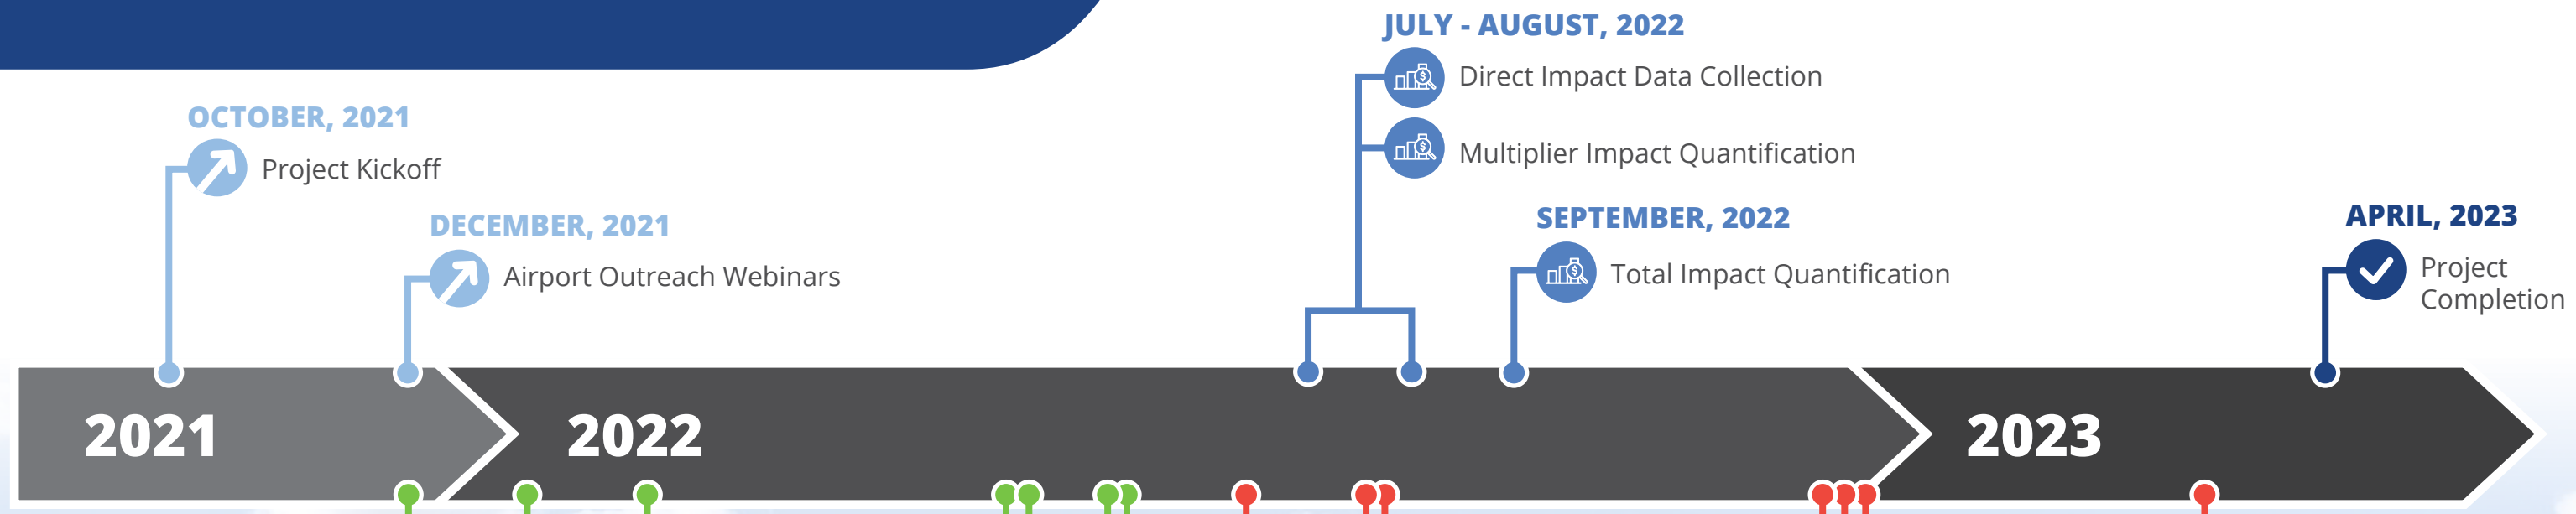 OCTOBER, 2021
Project Kickoff
DECEMBER, 2021
Airport Outreach Webinars
JULY - AUGUST, 2022
Direct Impact Data Collection
Multiplier Impact Quantification
SEPTEMBER, 2022
Total Impact Quantification
APRIL, 2023
Project
Completion
2021
2022
2023